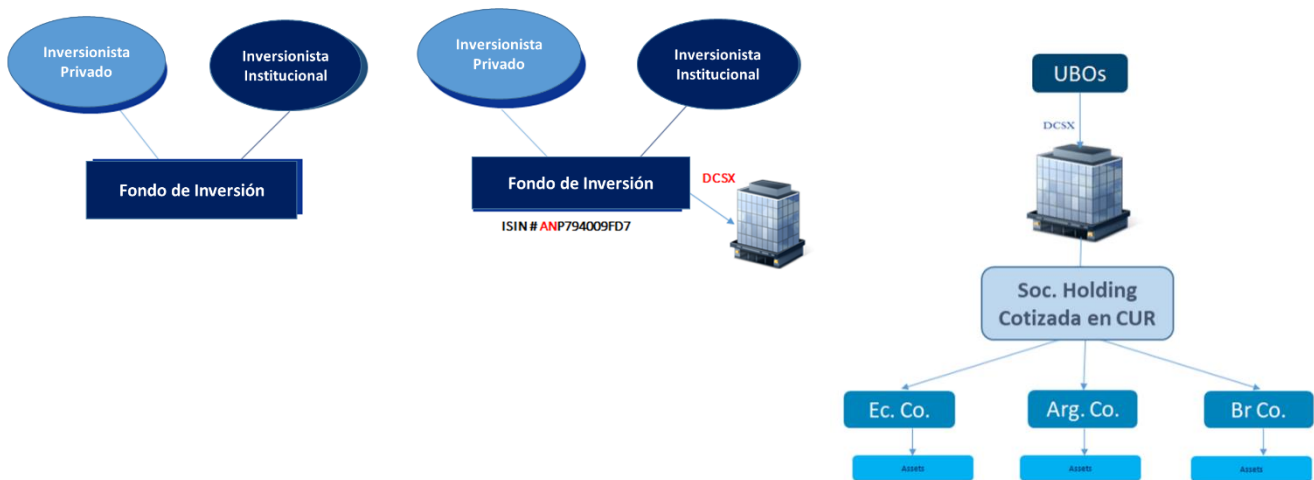 Inversionista
Privado
Inversionista
Institucional
Fondo de Inversión
Inversionista
Privado
Inversionista
Institucional
Fondo de Inversión
DCSX
ISIN # ANP794009FD7
UBOs
DCSX
Soc. Holding
Cotizada en CUR
Ec. Co.
Arg. Co.
Br Co.
Assets
Assets
Assets